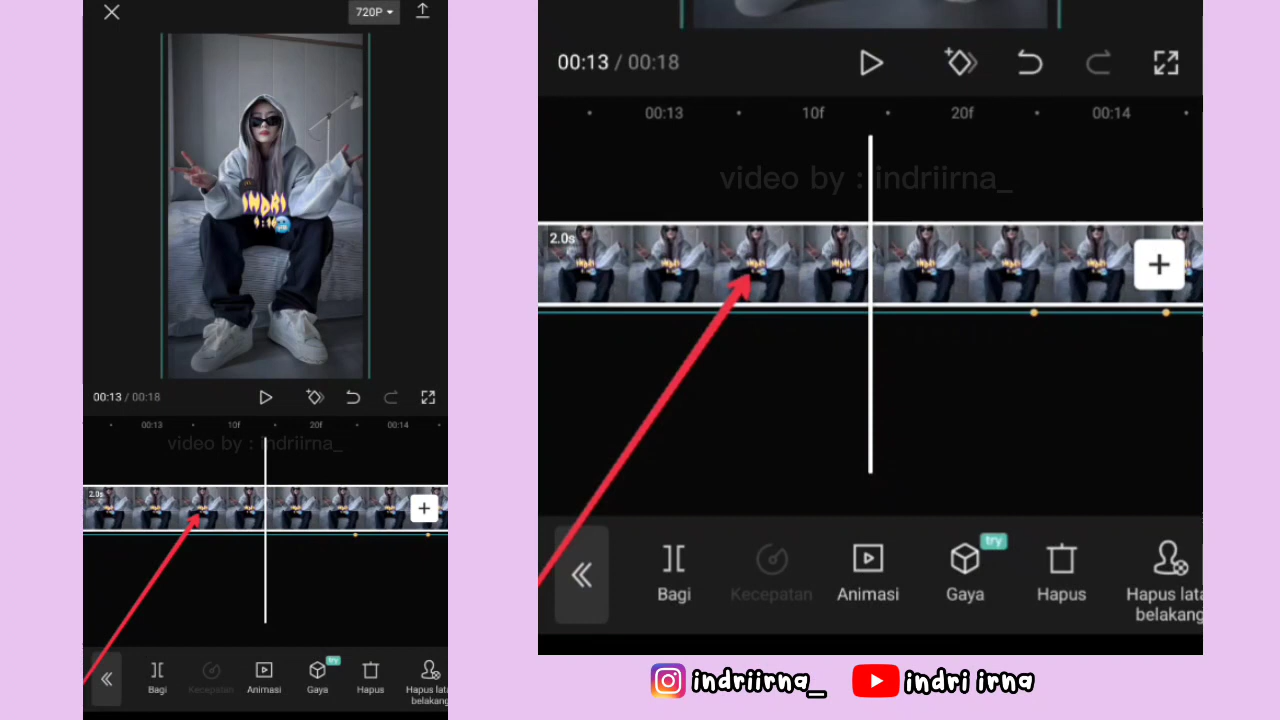 720P
INDRI
00:13 / 00:18
00:13 10f 20f 00:14
video by : indriirna_
2.0s
+
Bagi Kecepatan Animasi Gaya try Hapus Hapus lata
belakang
00:13 / 00:18
00:13 10f 20f 00:14
video by : indriirna_
2.0s
+
Bagi Kecepatan Animasi Gaya try Hapus Hapus lata
belakang
indriirna_ indri irna